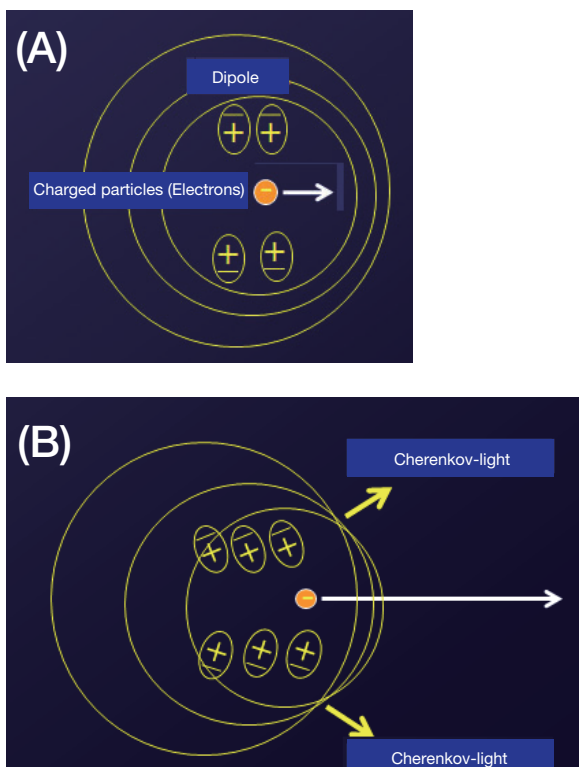 (A)
Dipole
− −
+ +
Charged particles (Electrons)
−
+ +
− −
(B)
Cherenkov-light
− − −
+ + +
−
+ + +
− − −
Cherenkov-light